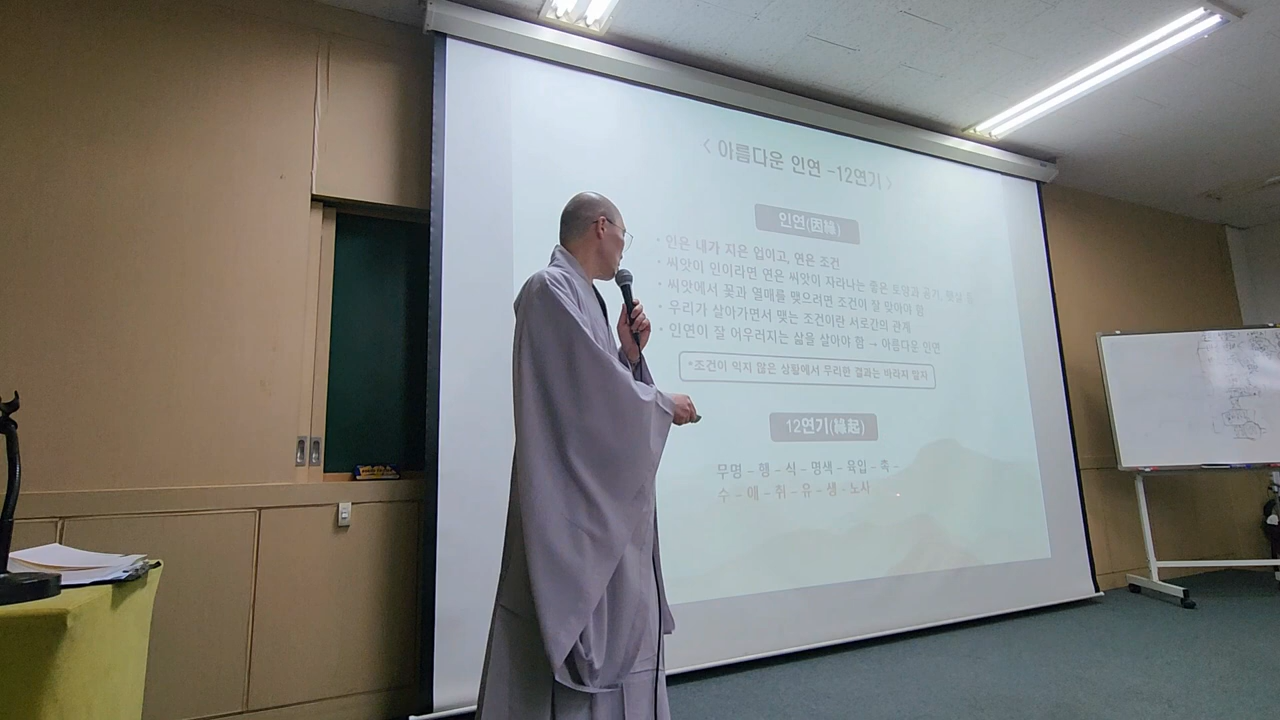 < 아름다운 인연 -12연기 >
인연(因緣)
• 인은 내가 지은 업이고, 연은 조건
• 씨앗이 인이라면 연은 씨앗이 자라나는 좋은 토양과 공기, 햇살 등
• 씨앗에서 꽃과 열매를 맺으려면 조건이 잘 맞아야 함
• 우리가 살아가면서 맺는 조건이란 서로간의 관계
• 인연이 잘 어우러지는 삶을 살아야 함 → 아름다운 인연
*조건이 익지 않은 상황에서 무리한 결과는 바라지 말자
12연기(緣起)
무명 – 행 – 식 – 명색 – 육입 – 촉 –
수 – 애 – 취 – 유 – 생 – 노사